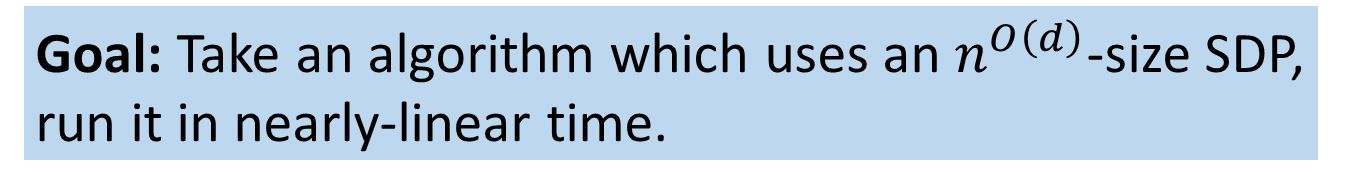 Goal: Take an algorithm which uses an $n^{O(d)}$-size SDP,
run it in nearly-linear time.